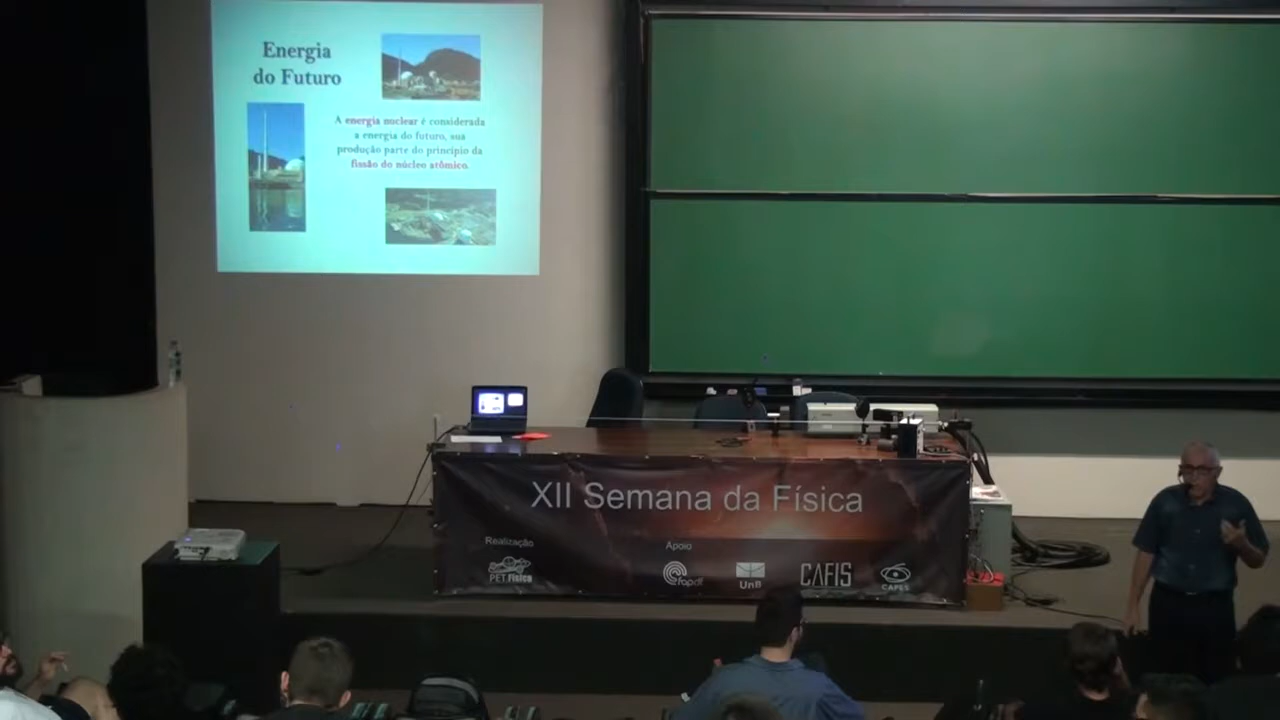 Energia
do Futuro
A energia nuclear é considerada
a energia do futuro, sua
produção parte do princípio da
fissão do núcleo atômico.
XII Semana da Física
Realização
Apoio
PET.Física
fapdf
UnB
CAFIS
CAPES